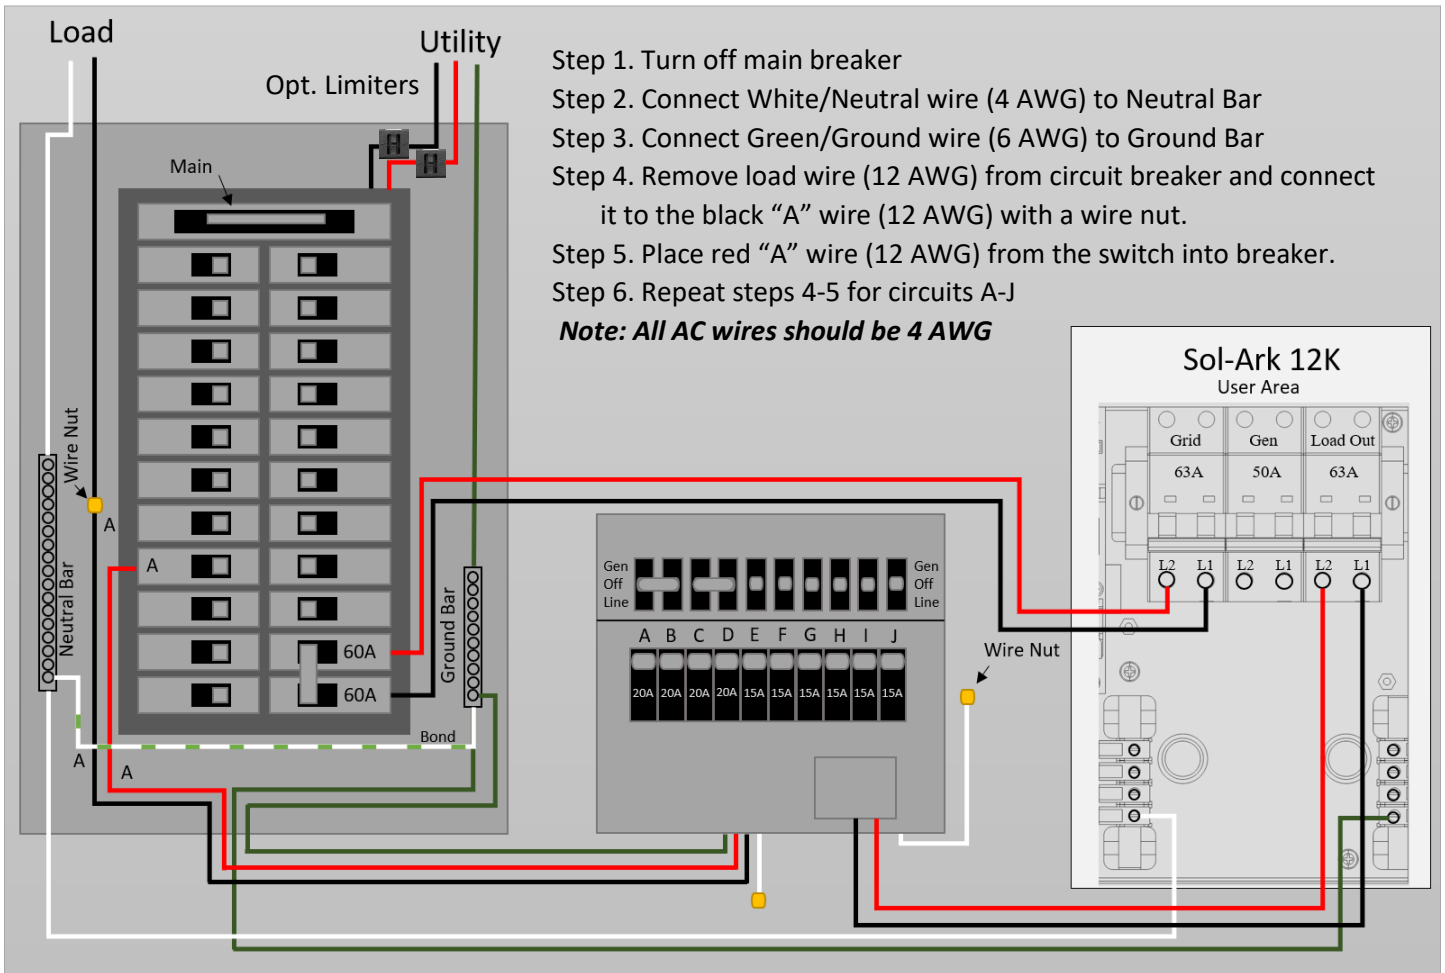 Load
Utility
Opt. Limiters
Step 1. Turn off main breaker
Step 2. Connect White/Neutral wire (4 AWG) to Neutral Bar
Step 3. Connect Green/Ground wire (6 AWG) to Ground Bar
Step 4. Remove load wire (12 AWG) from circuit breaker and connect
it to the black “A” wire (12 AWG) with a wire nut.
Step 5. Place red “A” wire (12 AWG) from the switch into breaker.
Step 6. Repeat steps 4-5 for circuits A-J
Note: All AC wires should be 4 AWG
Main
Wire Nut
A
A
Neutral Bar
60A
60A
Ground Bar
Bond
A
A
Gen
Off
Line
Gen
Off
Line
A B C D E F G H I J
20A 20A 20A 20A 15A 15A 15A 15A 15A 15A
Wire Nut
Sol-Ark 12K
User Area
Grid Gen Load Out
63A 50A 63A
L2 L1 L2 L1 L2 L1